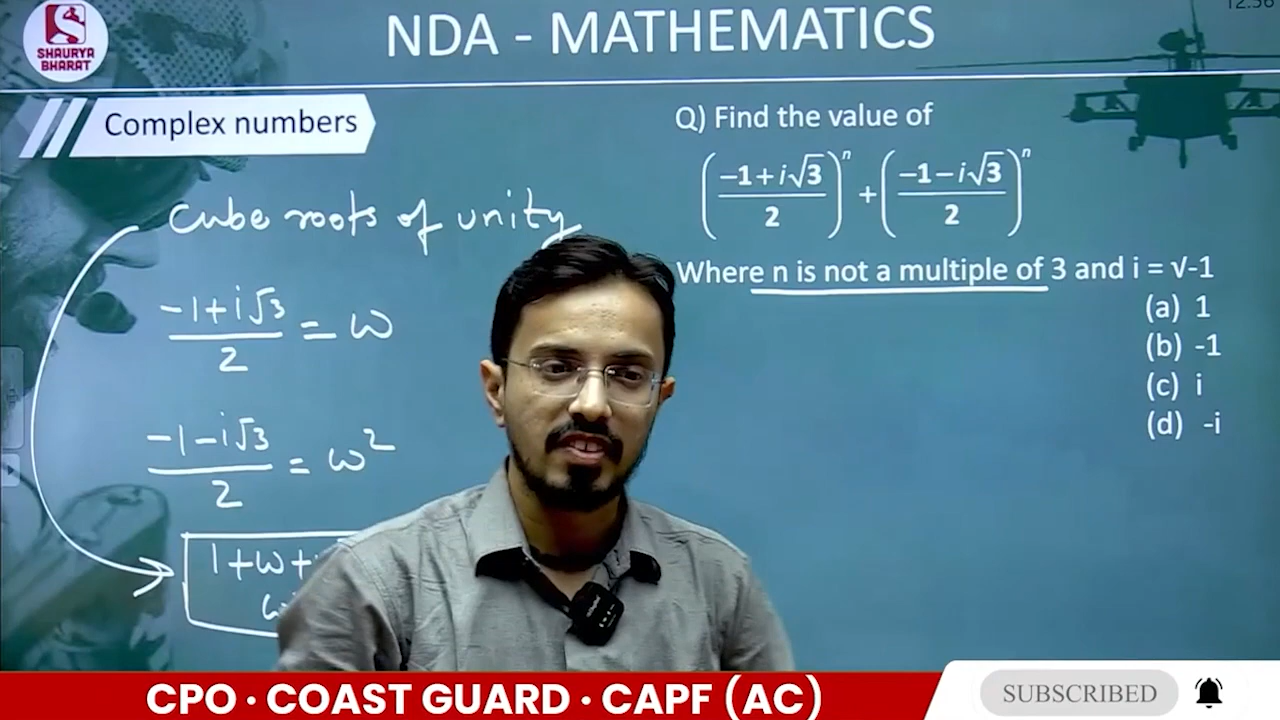 SHAURYA
BHARAT
NDA - MATHEMATICS
Complex numbers
Cube roots of unity
-1+i√3
2
= ω
-1-i√3
2
= ω²
1+ω+
Q) Find the value of
(-1+i√3 / 2)ⁿ + (-1-i√3 / 2)ⁿ
Where n is not a multiple of 3 and i = √-1
(a) 1
(b) -1
(c) i
(d) -i
CPO · COAST GUARD · CAPF (AC)
SUBSCRIBED